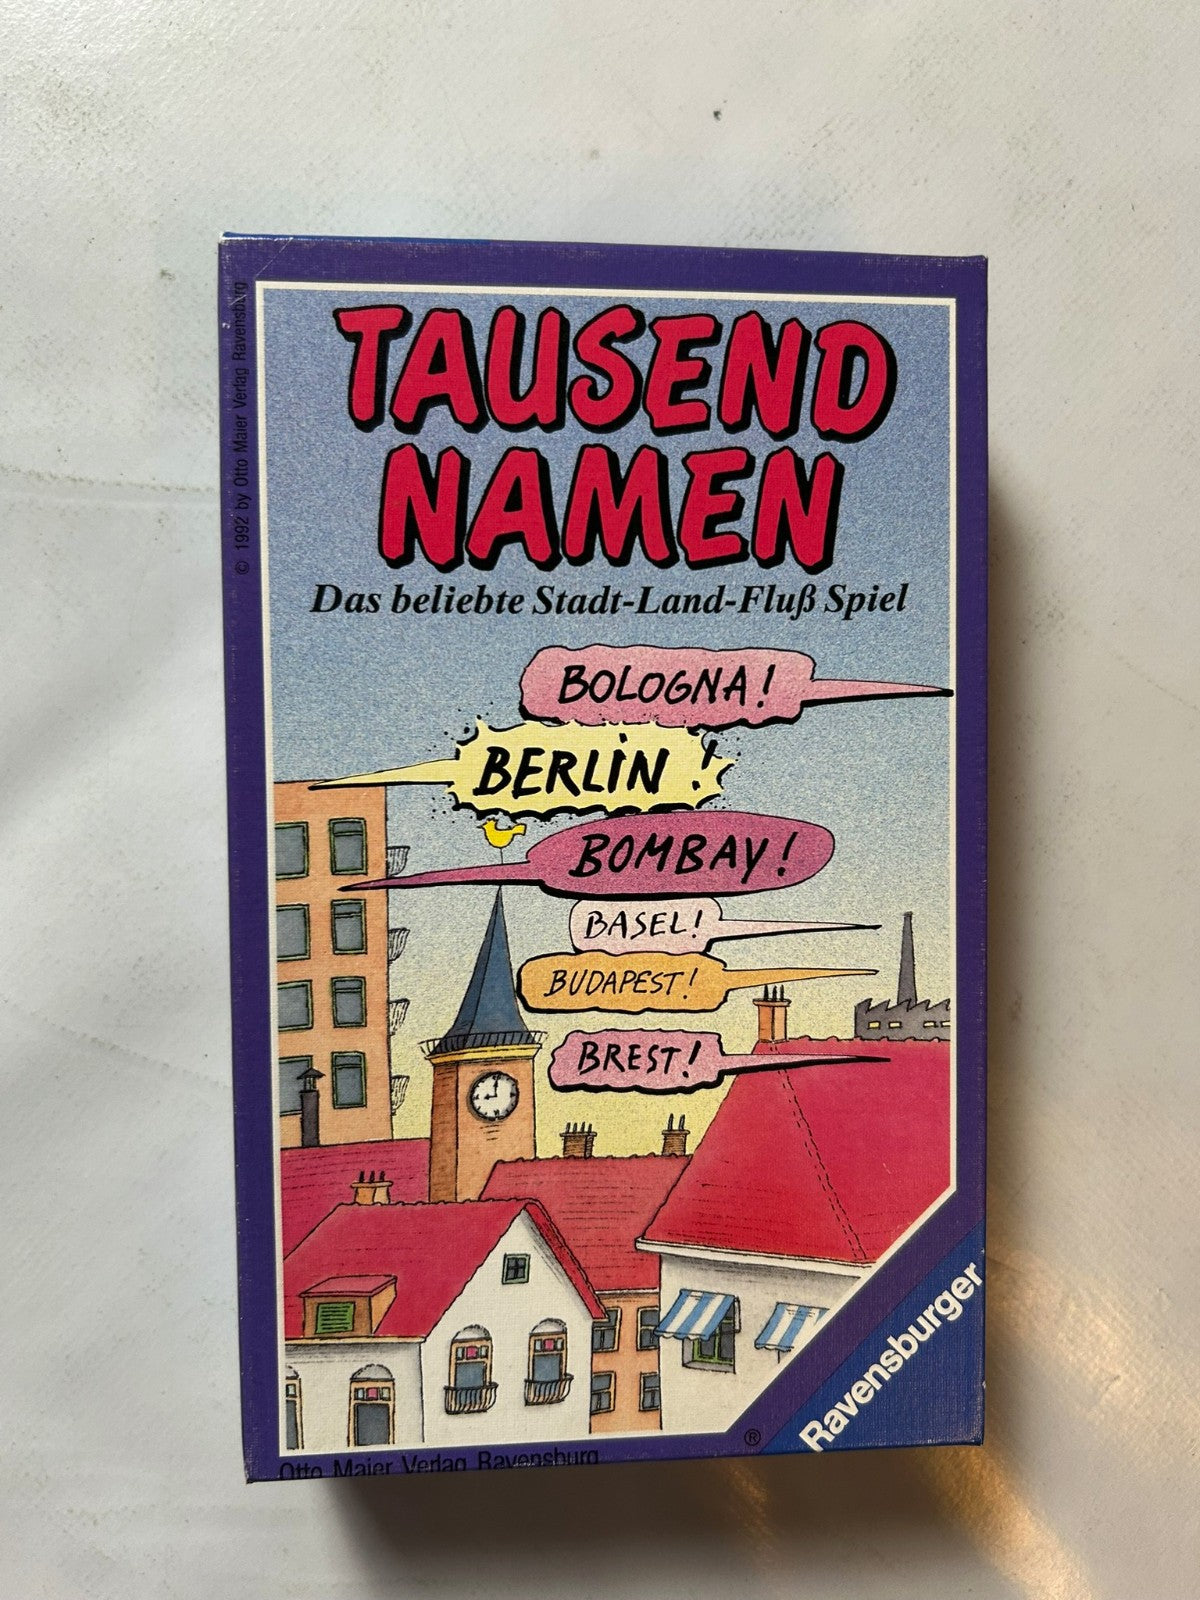 © 1992 by Otto Maier Verlag Ravensburg
TAUSEND
NAMEN
Das beliebte Stadt-Land-Fluß Spiel
BOLOGNA!
BERLiN!
BOMBAY!
BASEL!
BUDAPEST!
BREST!
Ravensburger
®
Otto Maier Verlag Ravensburg